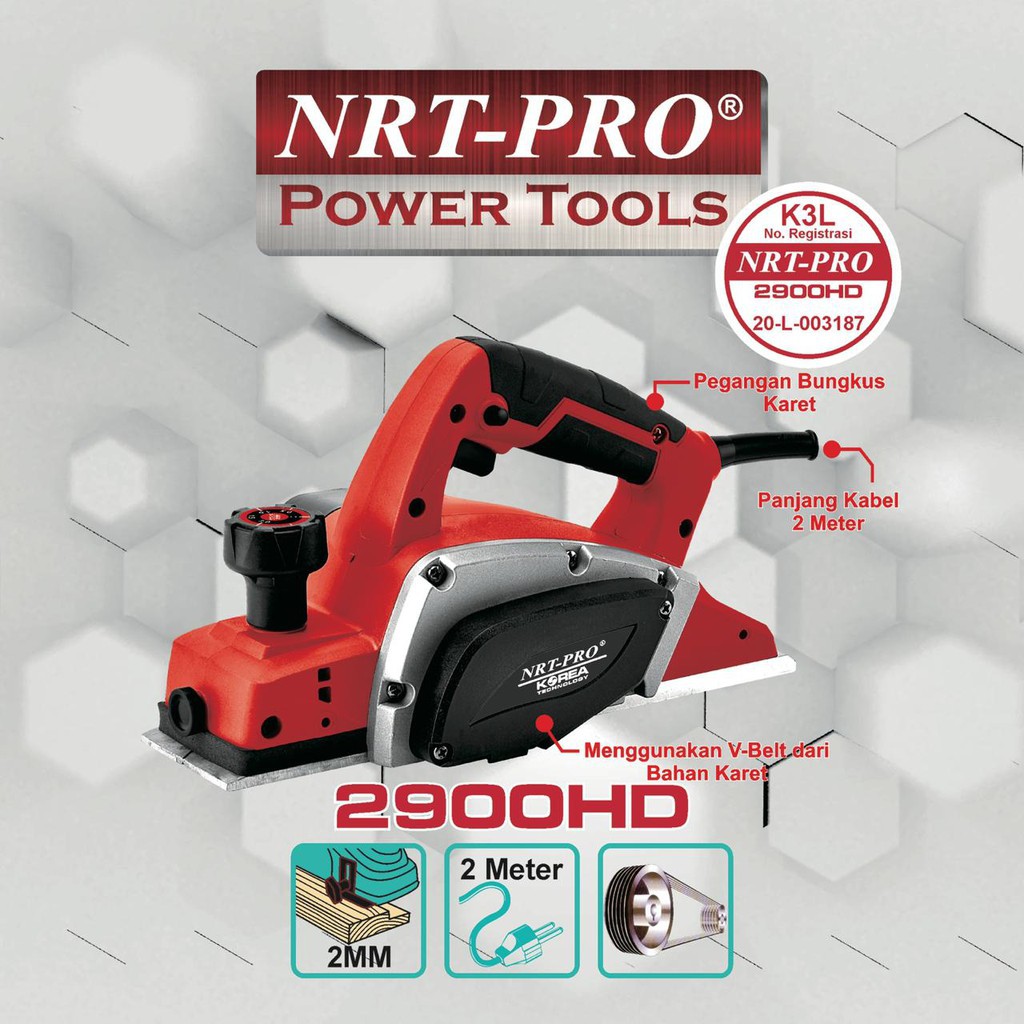 NRT-PRO®
POWER TOOLS
K3L
No. Registrasi
NRT-PRO
2900HD
20-L-003187
Pegangan Bungkus
Karet
Panjang Kabel
2 Meter
NRT-PRO®
KOREA
TECHNOLOGY
Menggunakan V-Belt dari
Bahan Karet
2900HD
2MM
2 Meter